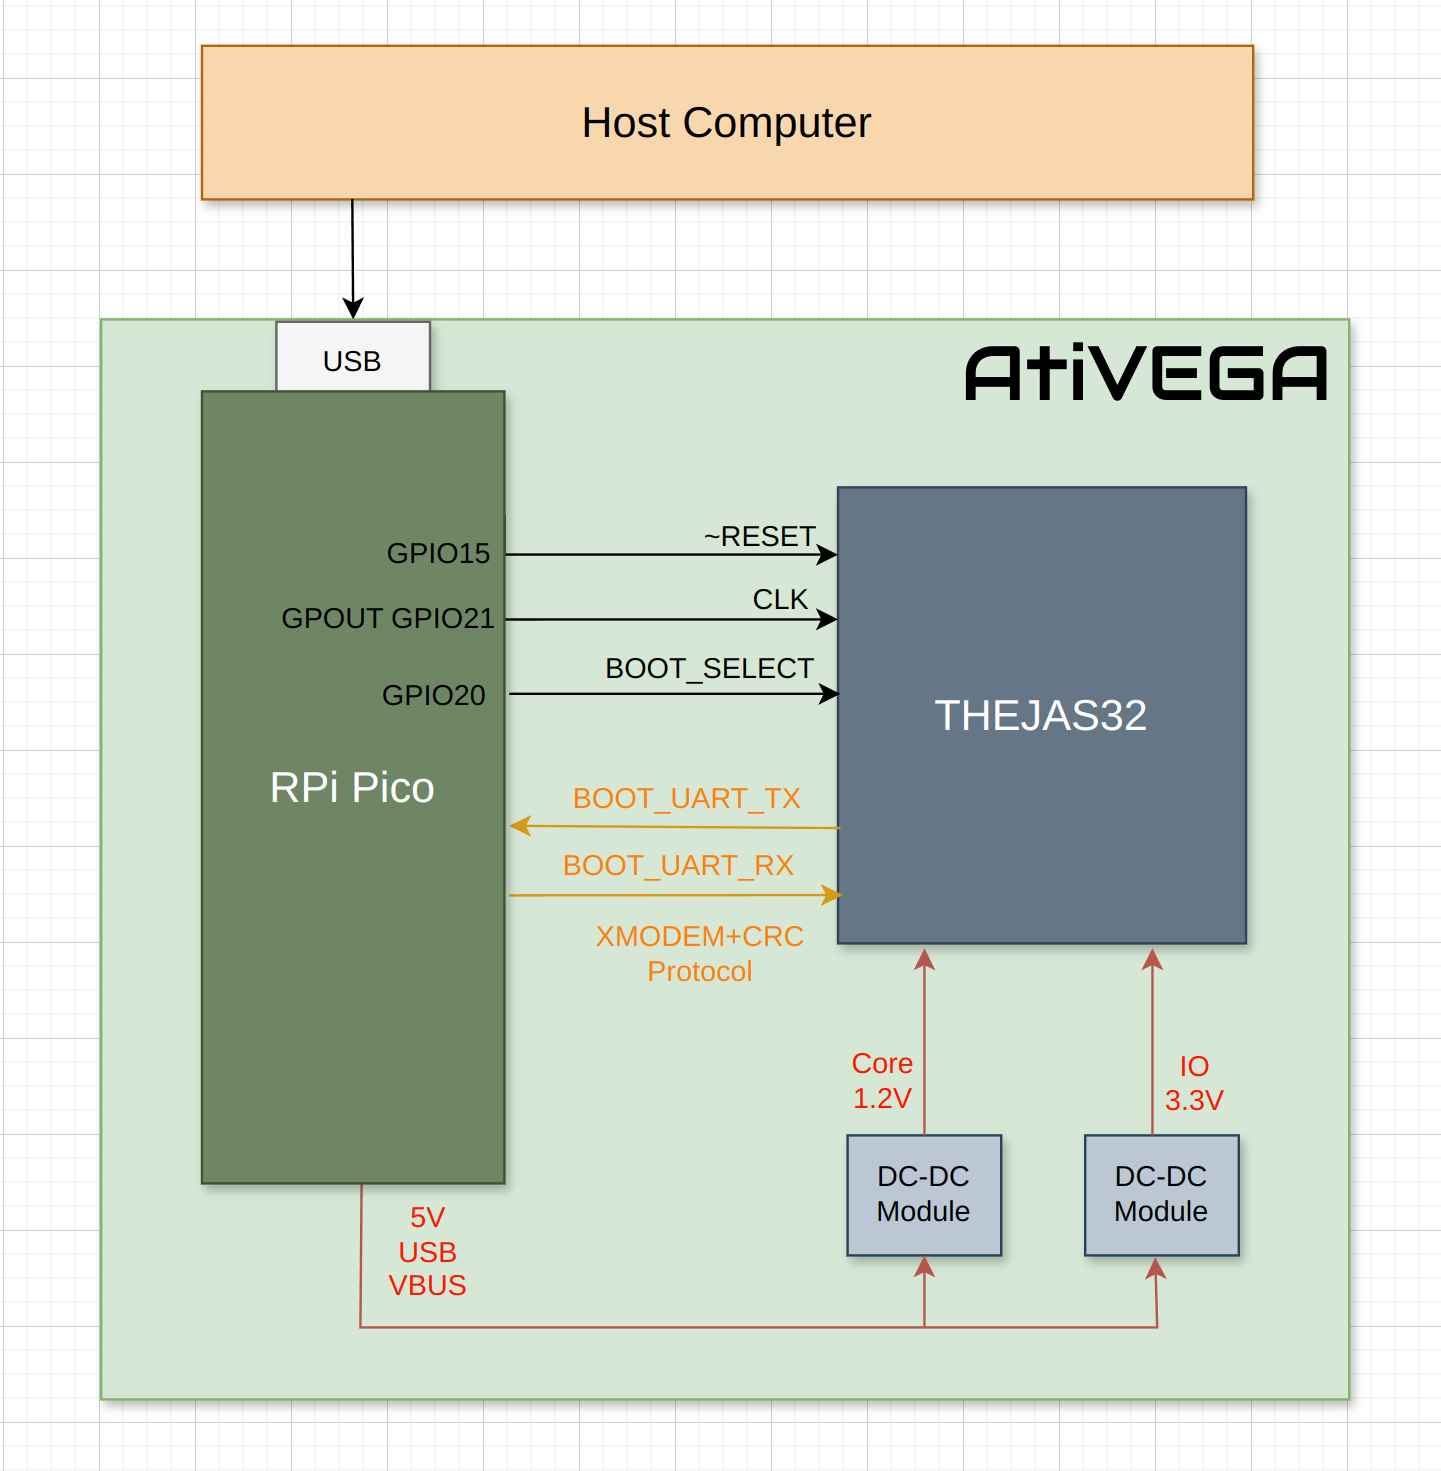 Host Computer
USB
AtiVEGA
~RESET
GPIO15
CLK
GPOUT GPIO21
BOOT_SELECT
GPIO20
THEJAS32
RPi Pico
BOOT_UART_TX
BOOT_UART_RX
XMODEM+CRC
Protocol
Core
1.2V
IO
3.3V
DC-DC
Module
DC-DC
Module
5V
USB
VBUS